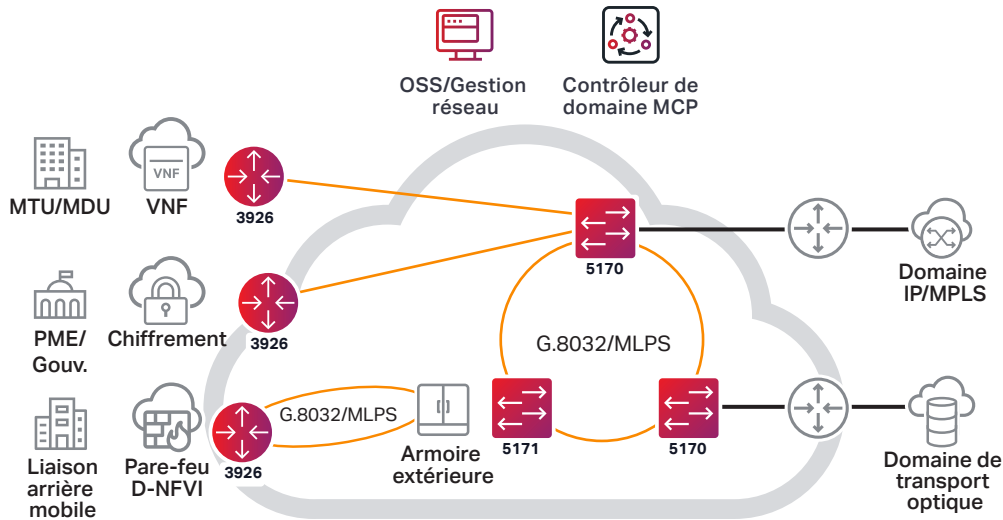 OSS/Gestion
réseau
Contrôleur de
domaine MCP
MTU/MDU
VNF
VNF
3926
5170
Domaine
IP/MPLS
PME/
Gouv.
Chiffrement
3926
G.8032/MLPS
Liaison
arrière
mobile
Pare-feu
D-NFVI
3926
G.8032/MLPS
Armoire
extérieure
5171
5170
Domaine de
transport
optique